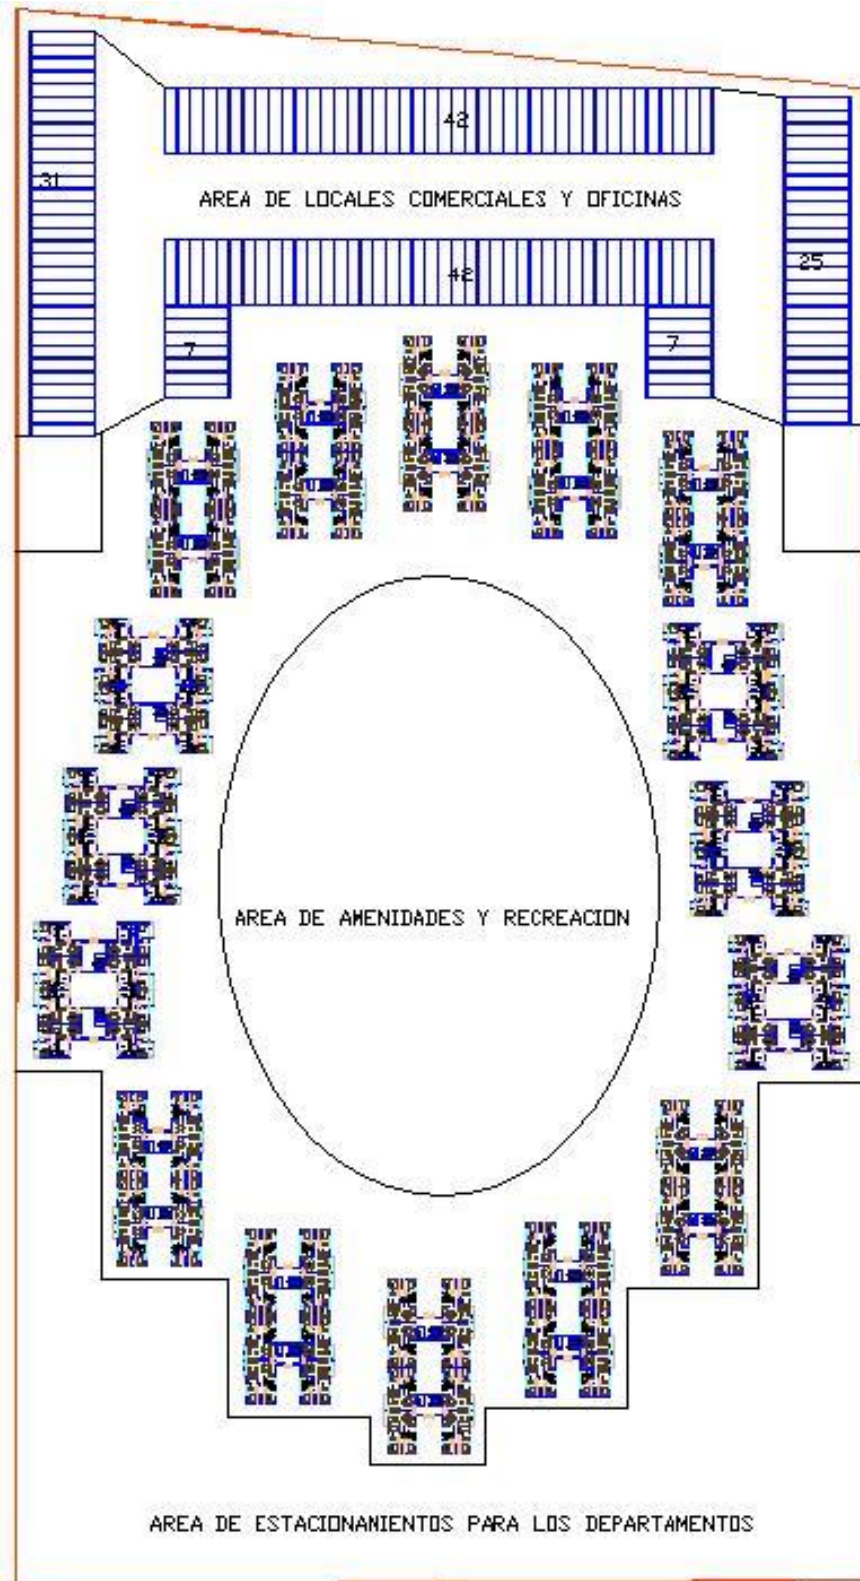 42
31
AREA DE LOCALES COMERCIALES Y OFICINAS
25
42
7
7
AREA DE AMENIDADES Y RECREACION
AREA DE ESTACIONAMIENTOS PARA LOS DEPARTAMENTOS